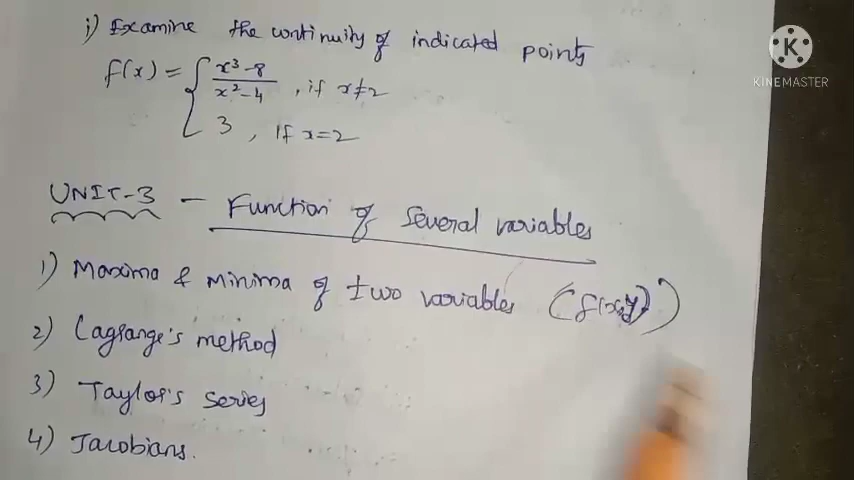 i) Examine the continuity of indicated points
f(x) = { x³-8 / x²-4 , if x≠2
3 , if x=2
UNIT-3 - Function of Several variables
1) Maxima & Minima of two variables (f(x,y))
2) Lagrange's method
3) Taylor's Series
4) Jacobians.
K
KINEMASTER